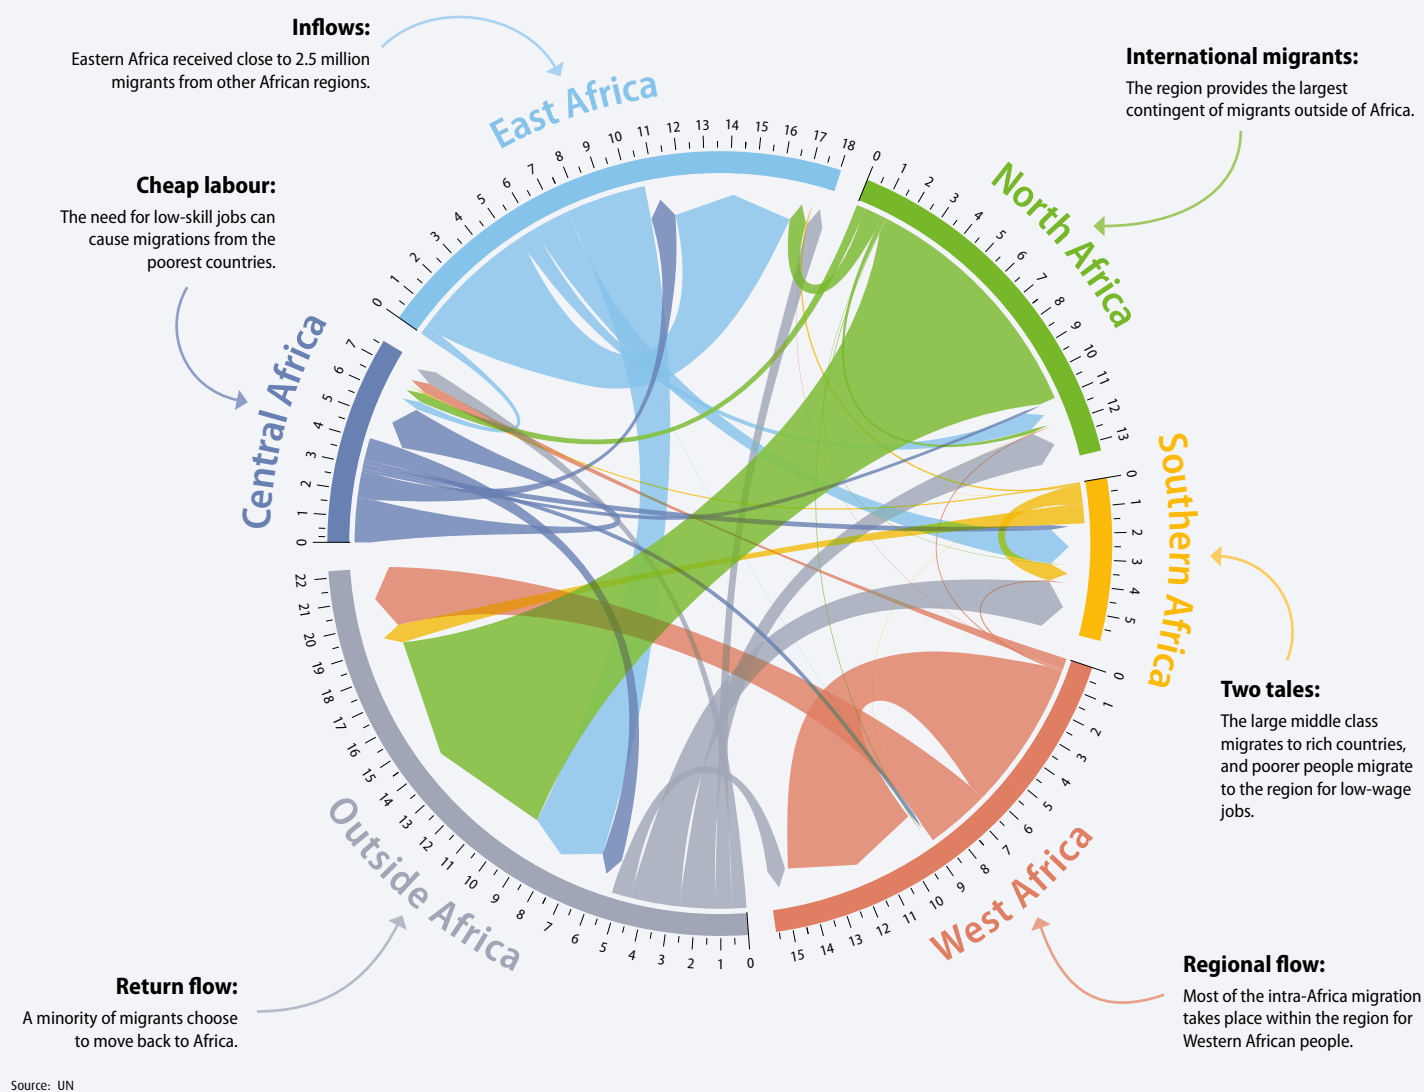 Inflows:
Eastern Africa received close to 2.5 million
migrants from other African regions.
International migrants:
The region provides the largest
contingent of migrants outside of Africa.
Cheap labour:
The need for low-skill jobs can
cause migrations from the
poorest countries.
East Africa
0 1 2 3 4 5 6 7 8 9 10 11 12 13 14 15 16 17 18
North Africa
0 1 2 3 4 5 6 7 8 9 10 11 12 13
Southern Africa
0 1 2 3 4 5
West Africa
0 1 2 3 4 5 6 7 8 9 10 11 12 13 14 15
Outside Africa
0 1 2 3 4 5 6 7 8 9 10 11 12 13 14 15 16 17 18 19 20 21 22
Central Africa
0 1 2 3 4 5 6 7
Two tales:
The large middle class
migrates to rich countries,
and poorer people migrate
to the region for low-wage
jobs.
Return flow:
A minority of migrants choose
to move back to Africa.
Regional flow:
Most of the intra-Africa migration
takes place within the region for
Western African people.
Source: UN